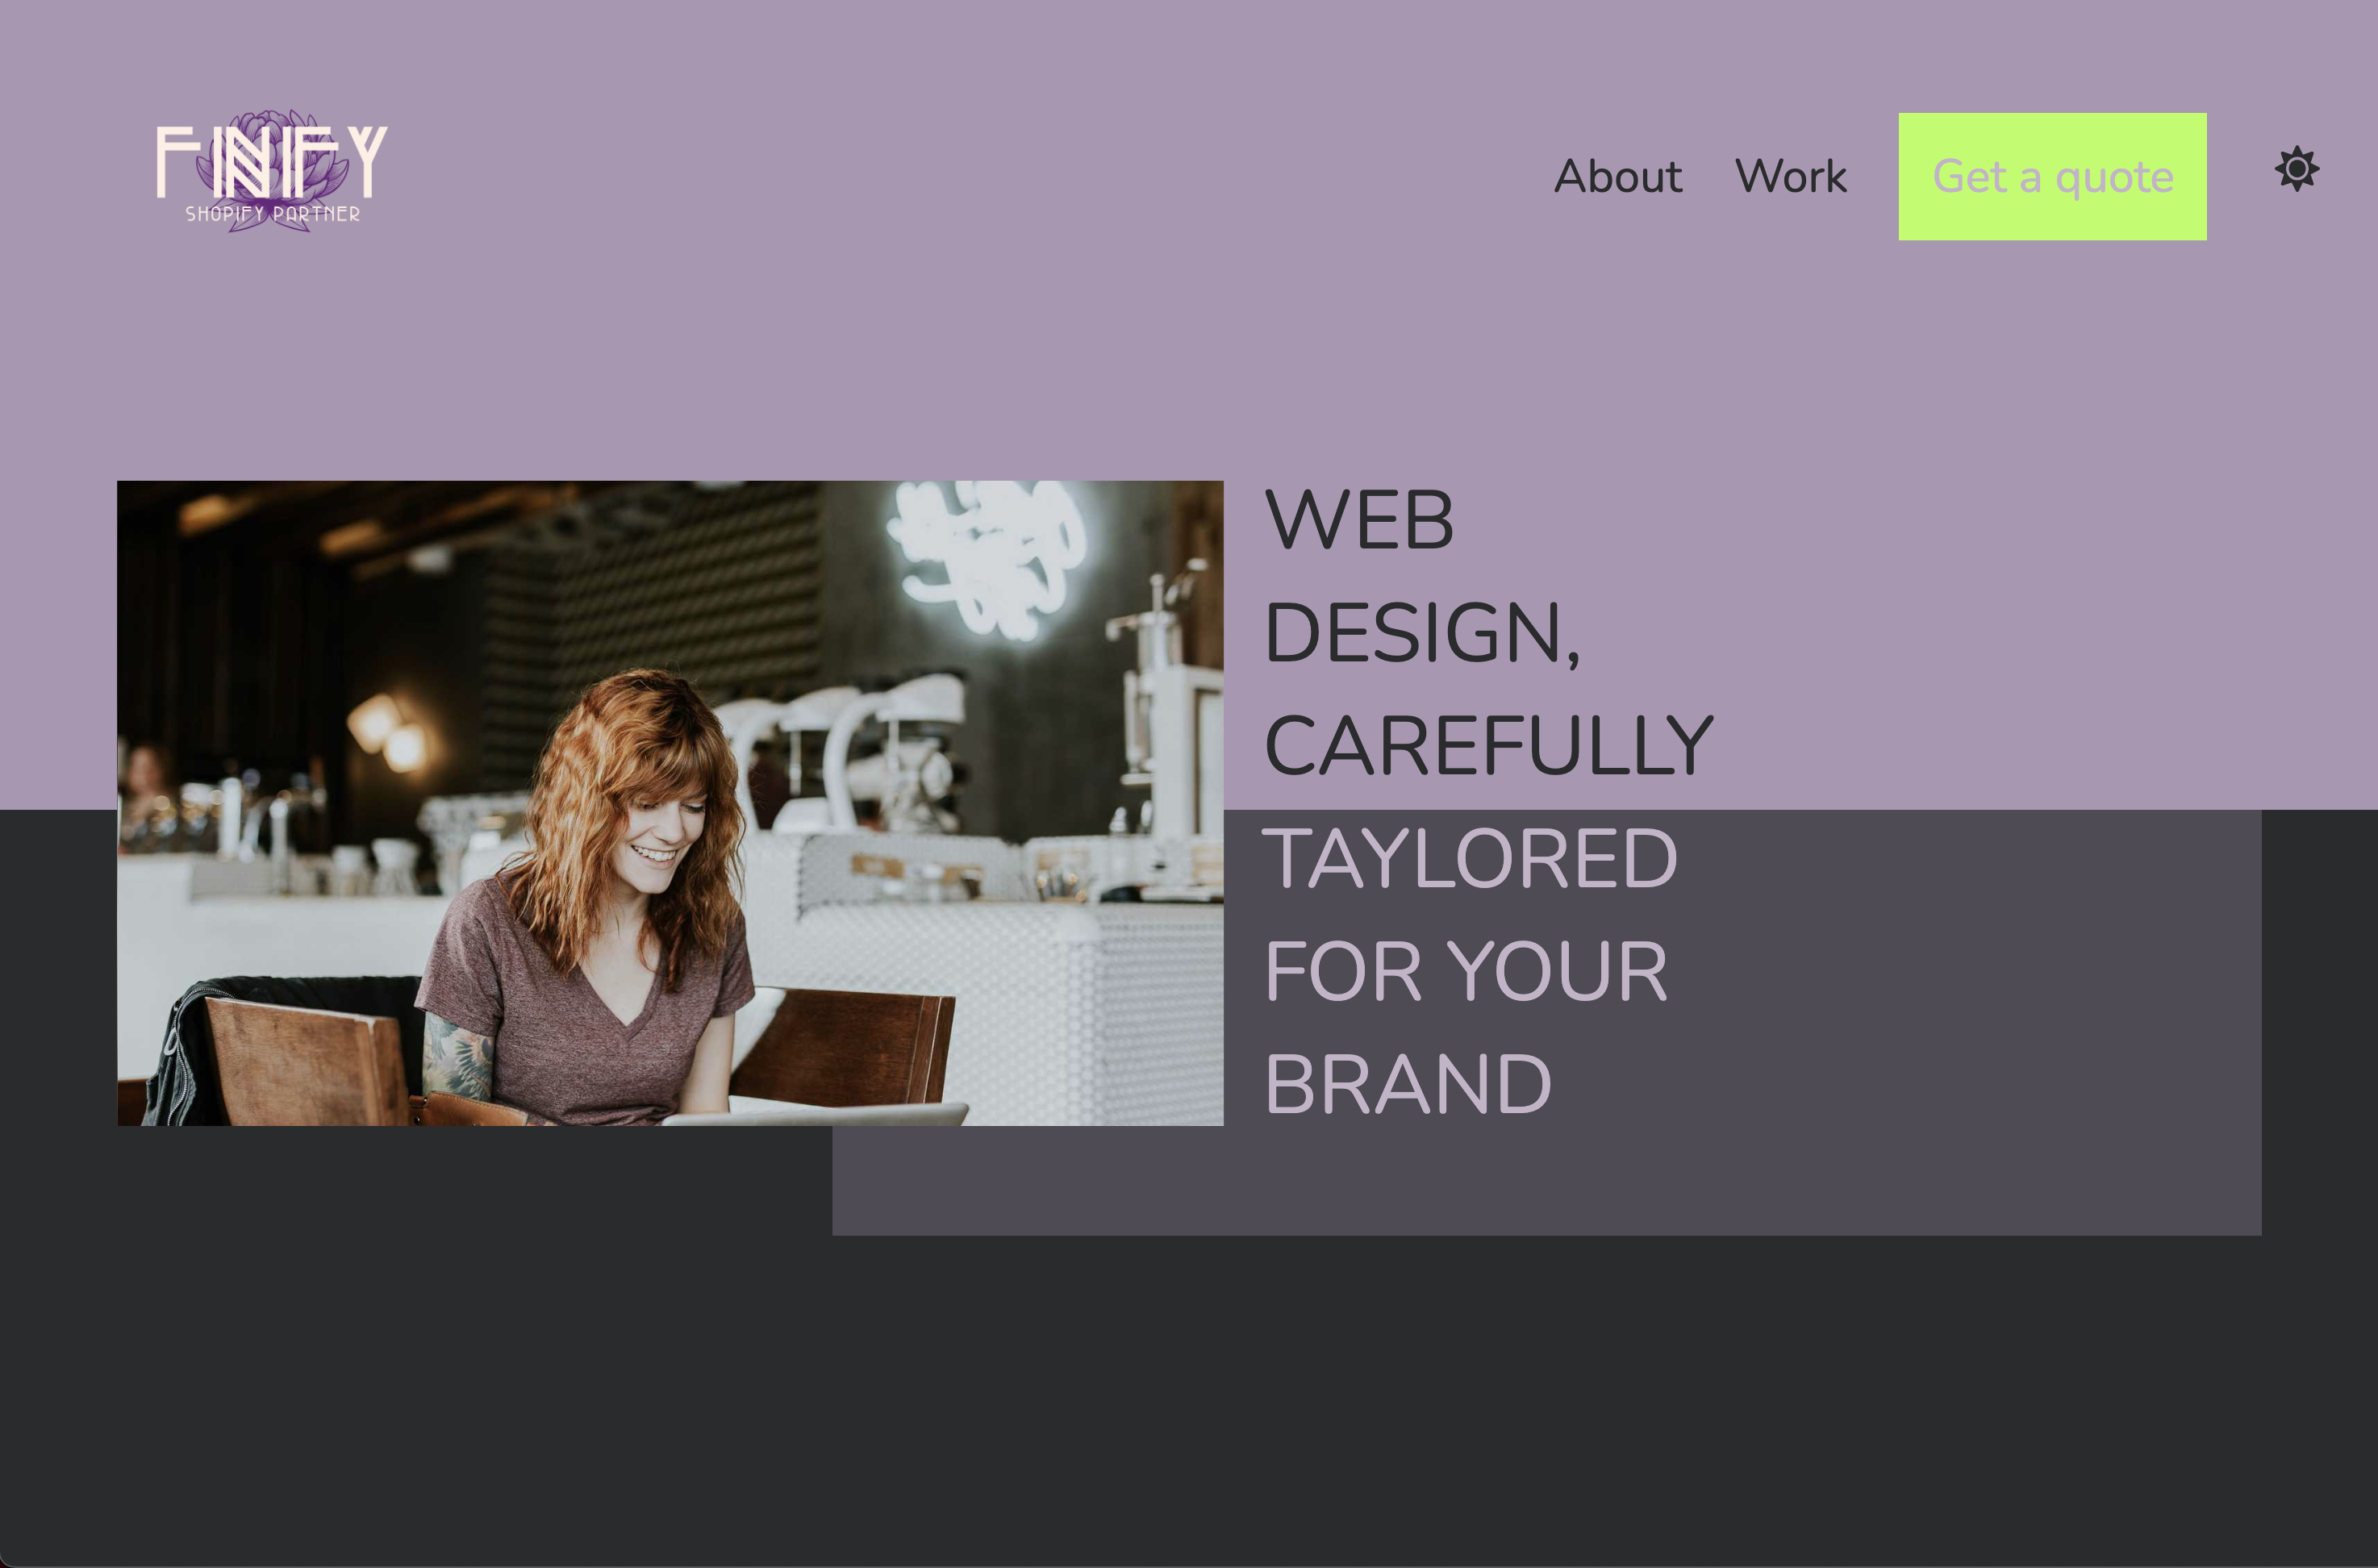 FINIFY
SHOPIFY PARTNER
About Work Get a quote
WEB
DESIGN,
CAREFULLY
TAYLORED
FOR YOUR
BRAND